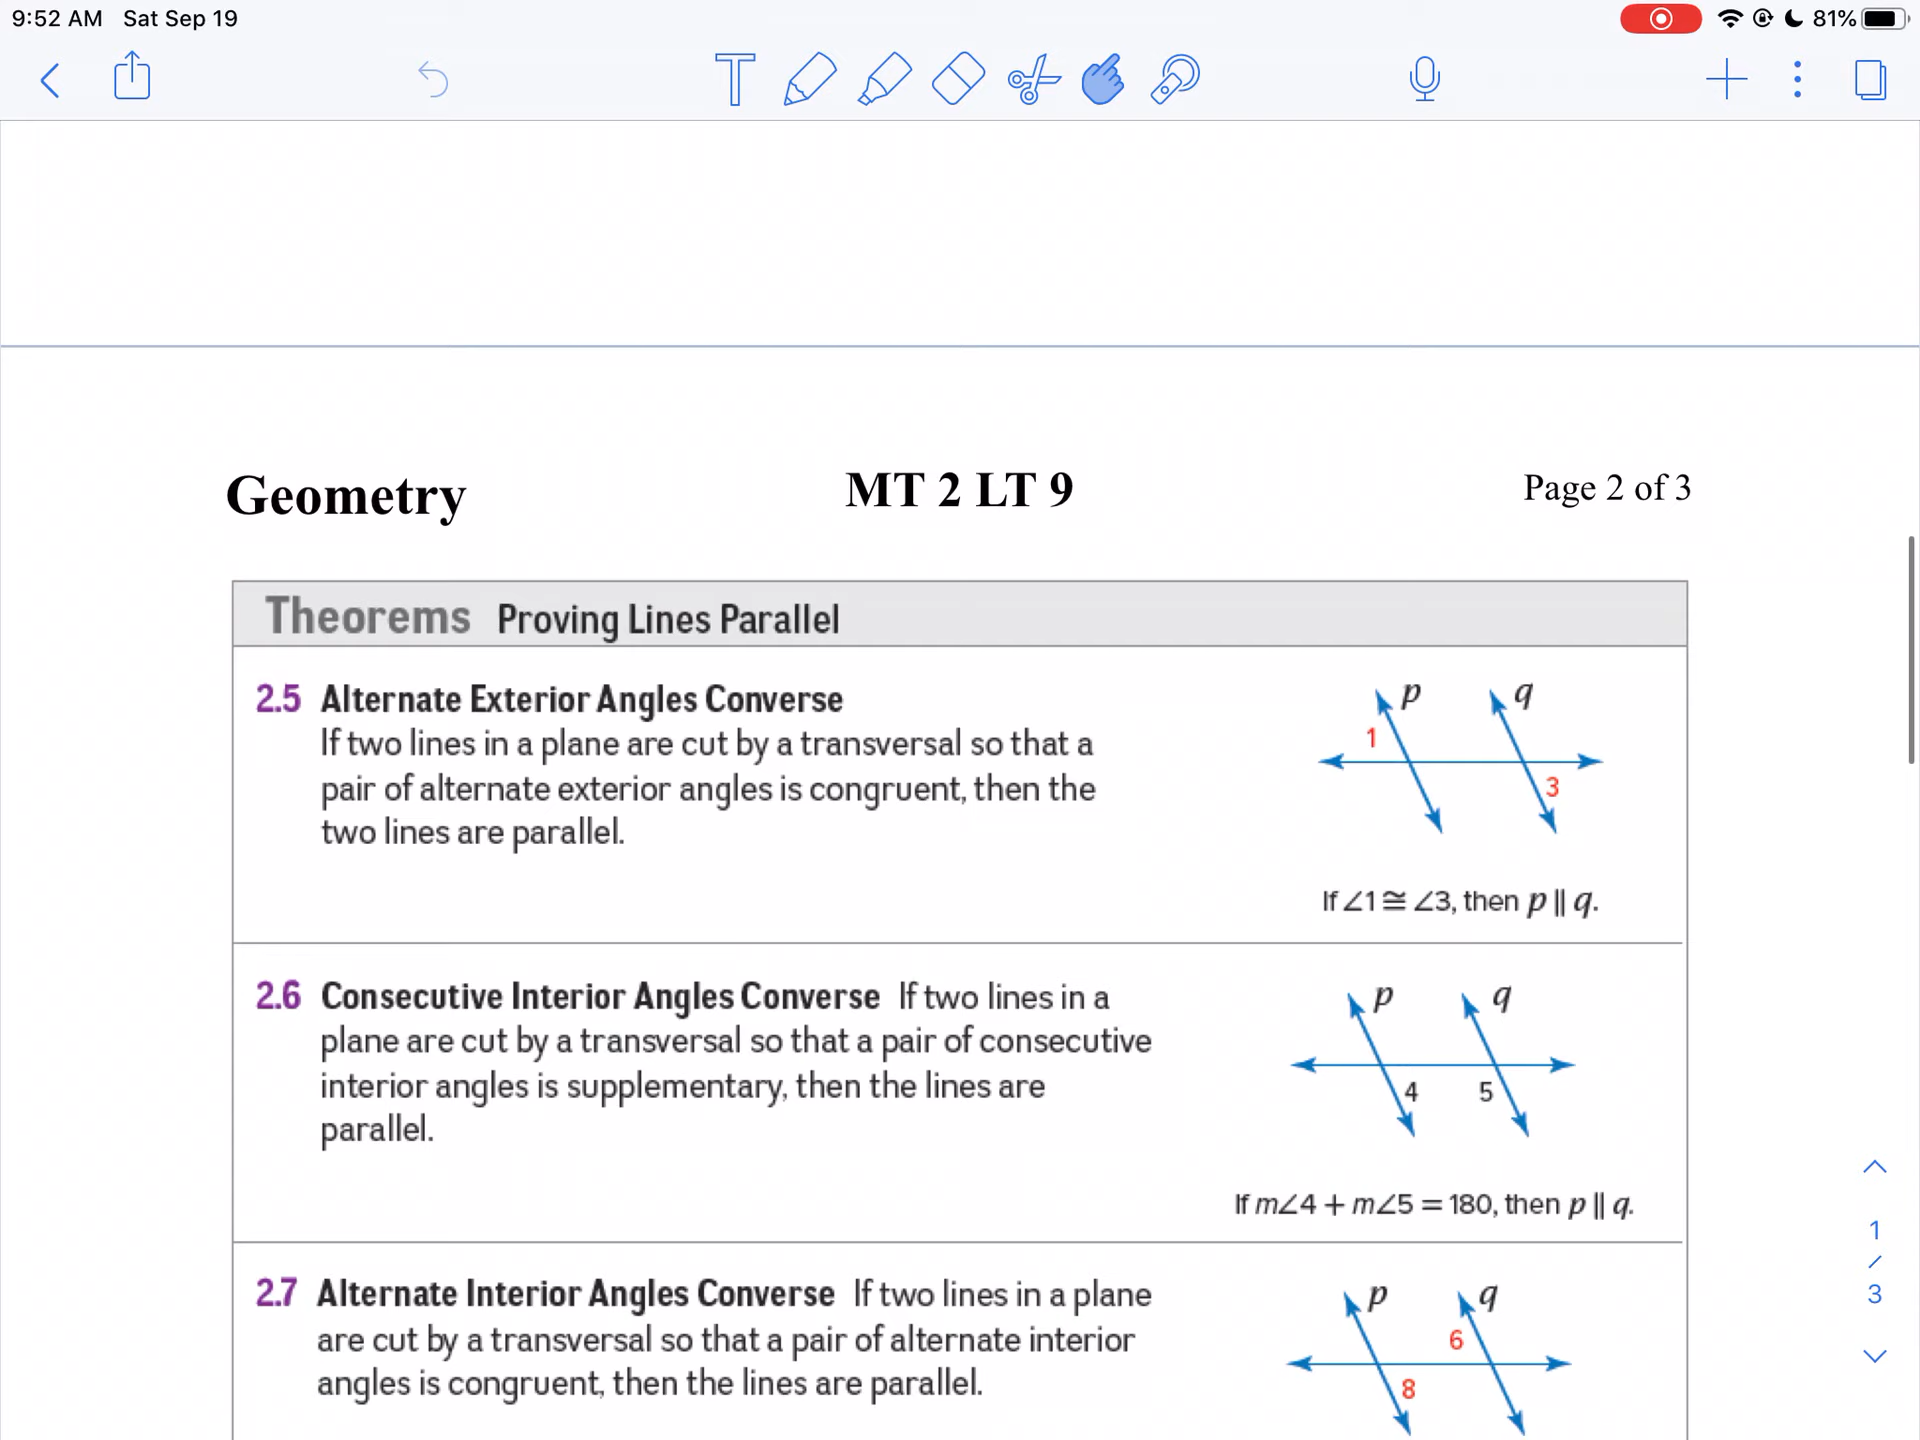 9:52 AM Sat Sep 19
81%
Geometry
MT 2 LT 9
Page 2 of 3
Theorems Proving Lines Parallel
2.5 Alternate Exterior Angles Converse
If two lines in a plane are cut by a transversal so that a
pair of alternate exterior angles is congruent, then the
two lines are parallel.
p q
1
3
If ∠1 ≅ ∠3, then p || q.
2.6 Consecutive Interior Angles Converse If two lines in a
plane are cut by a transversal so that a pair of consecutive
interior angles is supplementary, then the lines are
parallel.
p q
4 5
If m∠4 + m∠5 = 180, then p || q.
2.7 Alternate Interior Angles Converse If two lines in a plane
are cut by a transversal so that a pair of alternate interior
angles is congruent, then the lines are parallel.
p q
6
8
1
/
3